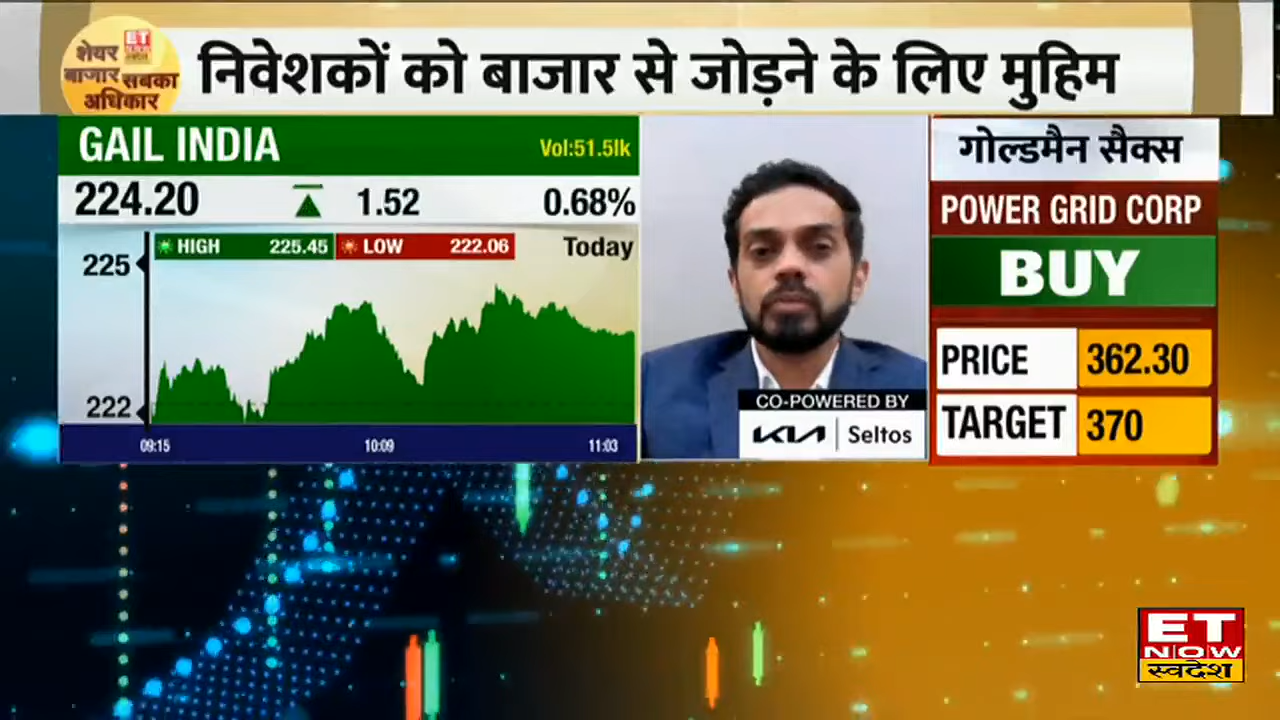 शेयर
ET NOW स्वदेश
बाजार सबका
अधिकार
निवेशकों को बाजार से जोड़ने के लिए मुहिम
GAIL INDIA
Vol:51.5lk
224.20
1.52
0.68%
HIGH 225.45
LOW 222.06
Today
225
222
09:15
10:09
11:03
CO-POWERED BY
KIA Seltos
गोल्डमैन सैक्स
POWER GRID CORP
BUY
PRICE 362.30
TARGET 370
ET
NOW
स्वदेश